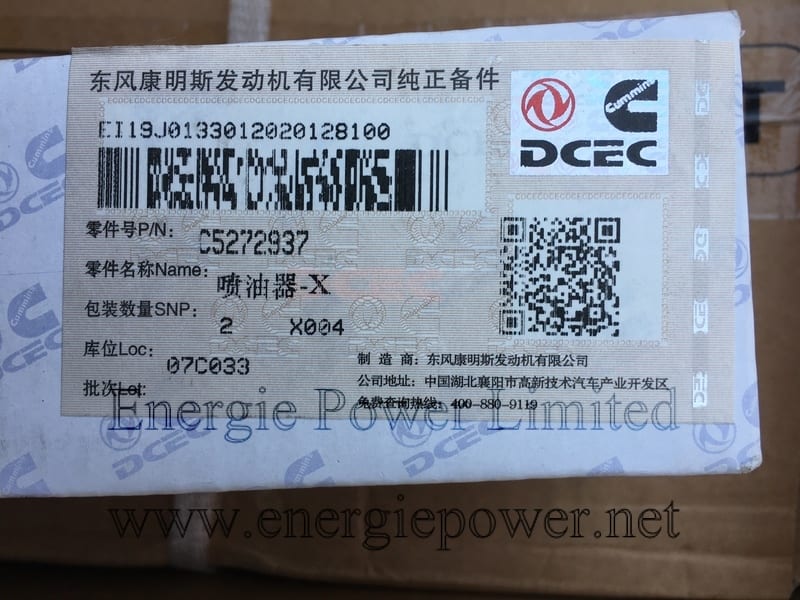 东风康明斯发动机有限公司纯正备件
EI19J0133012020128100
Cummins
DCEC
零件号P/N: C5272937
零件名称Name: 喷油器-X
包装数量SNP: 2 X004
库位Loc: 07C033
批次Lot:
制 造 商: 东风康明斯发动机有限公司
公司地址: 中国湖北襄阳市高新技术汽车产业开发区
免费查询热线: 400-880-9119
Energie Power Limited
DCEC
www.energiepower.net